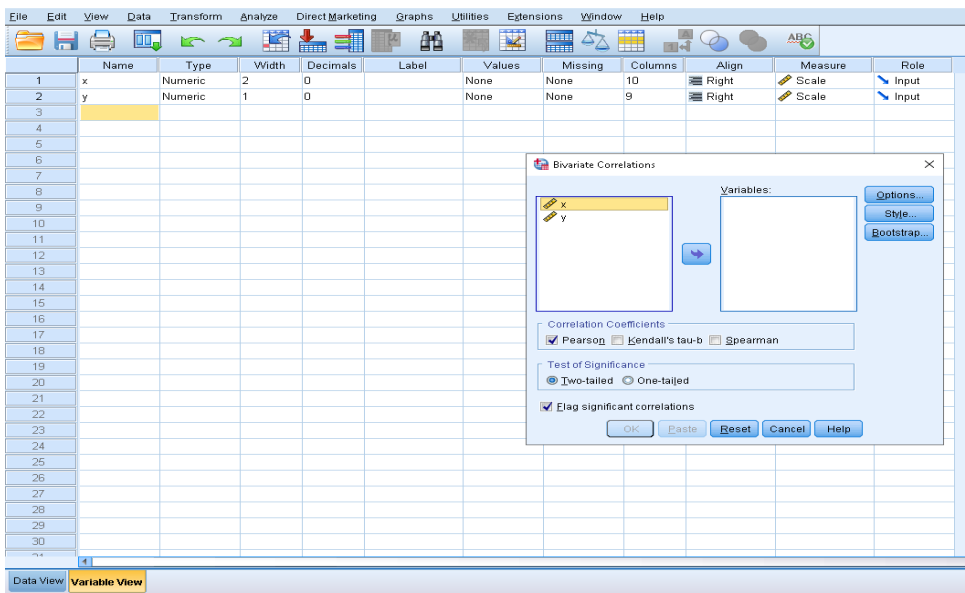 File Edit View Data Transform Analyze Direct Marketing Graphs Utilities Extensions Window Help
Name Type Width Decimals Label Values Missing Columns Align Measure Role
1 x Numeric 2 0 None None 10 Right Scale Input
2 y Numeric 1 0 None None 9 Right Scale Input
3
4
5
6
7
8
9
10
11
12
13
14
15
16
17
18
19
20
21
22
23
24
25
26
27
28
29
30
Bivariate Correlations
Variables:
x
y
Options...
Style...
Bootstrap...
Correlation Coefficients
Pearson Kendall's tau-b Spearman
Test of Significance
Two-tailed One-tailed
Flag significant correlations
OK Paste Reset Cancel Help
Data View Variable View